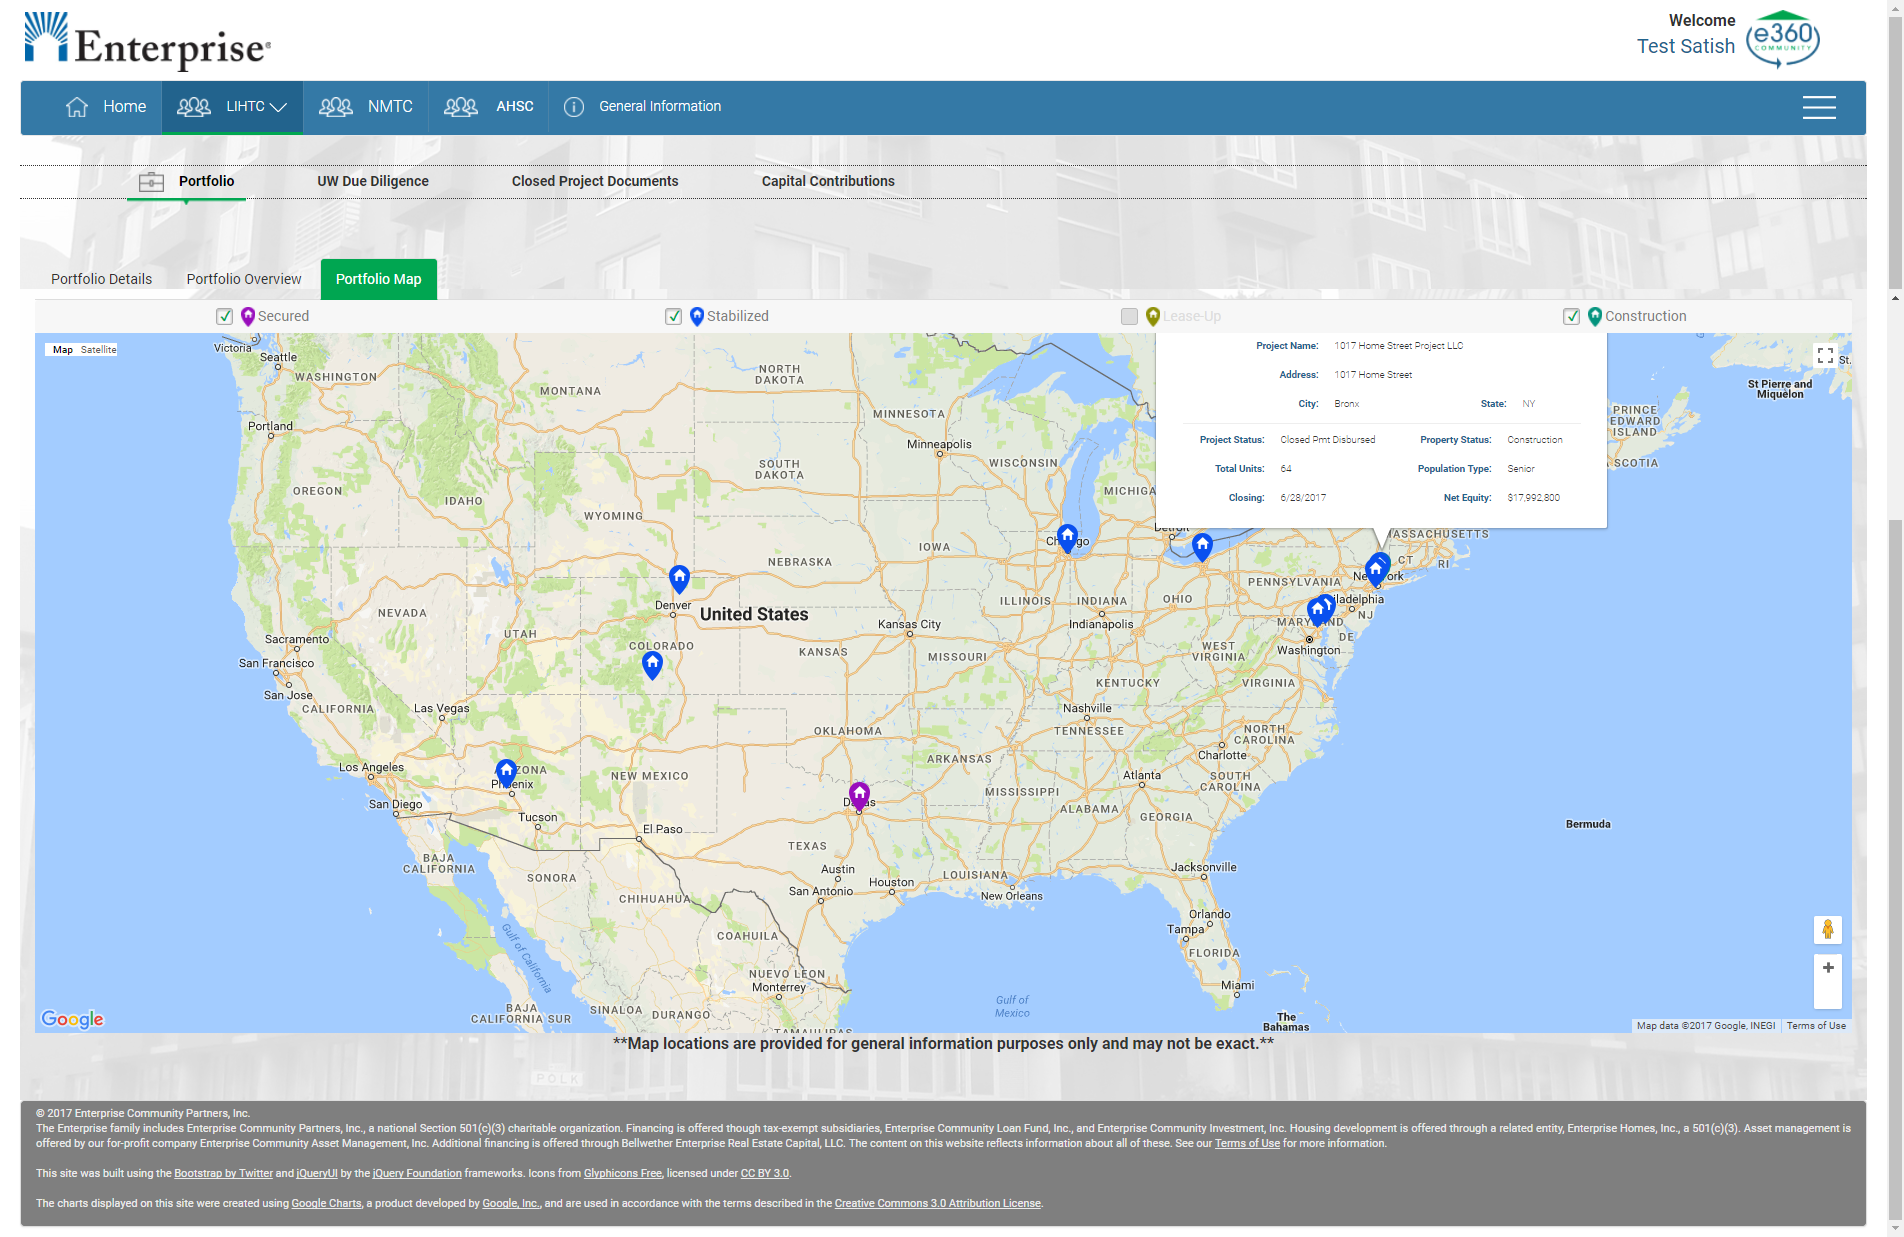 Enterprise®
Welcome
Test Satish
e360
COMMUNITY
Home
LIHTC
NMTC
AHSC
General Information
Portfolio
UW Due Diligence
Closed Project Documents
Capital Contributions
Portfolio Details
Portfolio Overview
Portfolio Map
Secured
Stabilized
Lease-Up
Construction
Map Satellite
Project Name: 1017 Home Street Project LLC
Address: 1017 Home Street
City: Bronx State: NY
Project Status: Closed Pmt Disbursed Property Status: Construction
Total Units: 64 Population Type: Senior
Closing: 6/28/2017 Net Equity: $17,992,800
Victoria
Seattle
WASHINGTON
MONTANA
NORTH
DAKOTA
MINNESOTA
St.
St Pierre and
Miquelon
PRINCE
EDWARD
ISLAND
SCOTIA
Portland
Minneapolis
WISCONSIN
SOUTH
DAKOTA
MICHIGA
OREGON
IDAHO
WYOMING
Detroit
MASSACHUSETTS
CT
RI
IOWA
Chicago
NEBRASKA
PENNSYLVANIA
New York
ILLINOIS
INDIANA
OHIO
Philadelphia
NJ
Denver
United States
NEVADA
UTAH
Kansas City
Indianapolis
MARYLAND
DE
Washington
Sacramento
San Francisco
San Jose
COLORADO
KANSAS
MISSOURI
WEST
VIRGINIA
KENTUCKY
VIRGINIA
CALIFORNIA
Las Vegas
Nashville
TENNESSEE
OKLAHOMA
NORTH
CAROLINA
Charlotte
ARKANSAS
Los Angeles
ARIZONA
Phoenix
NEW MEXICO
Atlanta
SOUTH
CAROLINA
MISSISSIPPI
Dallas
San Diego
ALABAMA
GEORGIA
Tucson
El Paso
Bermuda
TEXAS
BAJA
CALIFORNIA
SONORA
Austin
San Antonio
Houston
LOUISIANA
New Orleans
Jacksonville
CHIHUAHUA
Orlando
Tampa
FLORIDA
COAHUILA
Gulf of California
NUEVO LEON
Monterrey
Miami
Gulf of
Mexico
BAJA
CALIFORNIA SUR
SINALOA
DURANGO
TAMAULIPAS
The
Bahamas
Google
Map data ©2017 Google, INEGI
Terms of Use
**Map locations are provided for general information purposes only and may not be exact.**
POLK
© 2017 Enterprise Community Partners, Inc.
The Enterprise family includes Enterprise Community Partners, Inc., a national Section 501(c)(3) charitable organization. Financing is offered though tax-exempt subsidiaries, Enterprise Community Loan Fund, Inc., and Enterprise Community Investment, Inc. Housing development is offered through a related entity, Enterprise Homes, Inc., a 501(c)(3). Asset management is
offered by our for-profit company Enterprise Community Asset Management, Inc. Additional financing is offered through Bellwether Enterprise Real Estate Capital, LLC. The content on this website reflects information about all of these. See our Terms of Use for more information.
This site was built using the Bootstrap by Twitter and jQueryUI by the jQuery Foundation frameworks. Icons from Glyphicons Free, licensed under CC BY 3.0.
The charts displayed on this site were created using Google Charts, a product developed by Google, Inc., and are used in accordance with the terms described in the Creative Commons 3.0 Attribution License.